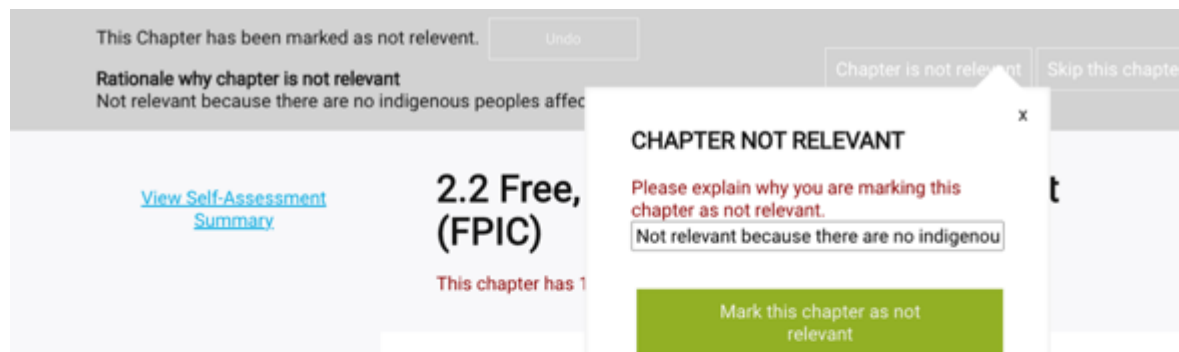 This Chapter has been marked as not relevent.
Undo
Rationale why chapter is not relevant
Not relevant because there are no indigenous peoples affec
Chapter is not relevant
Skip this chapte
x
CHAPTER NOT RELEVANT
Please explain why you are marking this
chapter as not relevant.
Not relevant because there are no indigenou
Mark this chapter as not
relevant
View Self-Assessment
Summary
2.2 Free,
t
(FPIC)
This chapter has 1